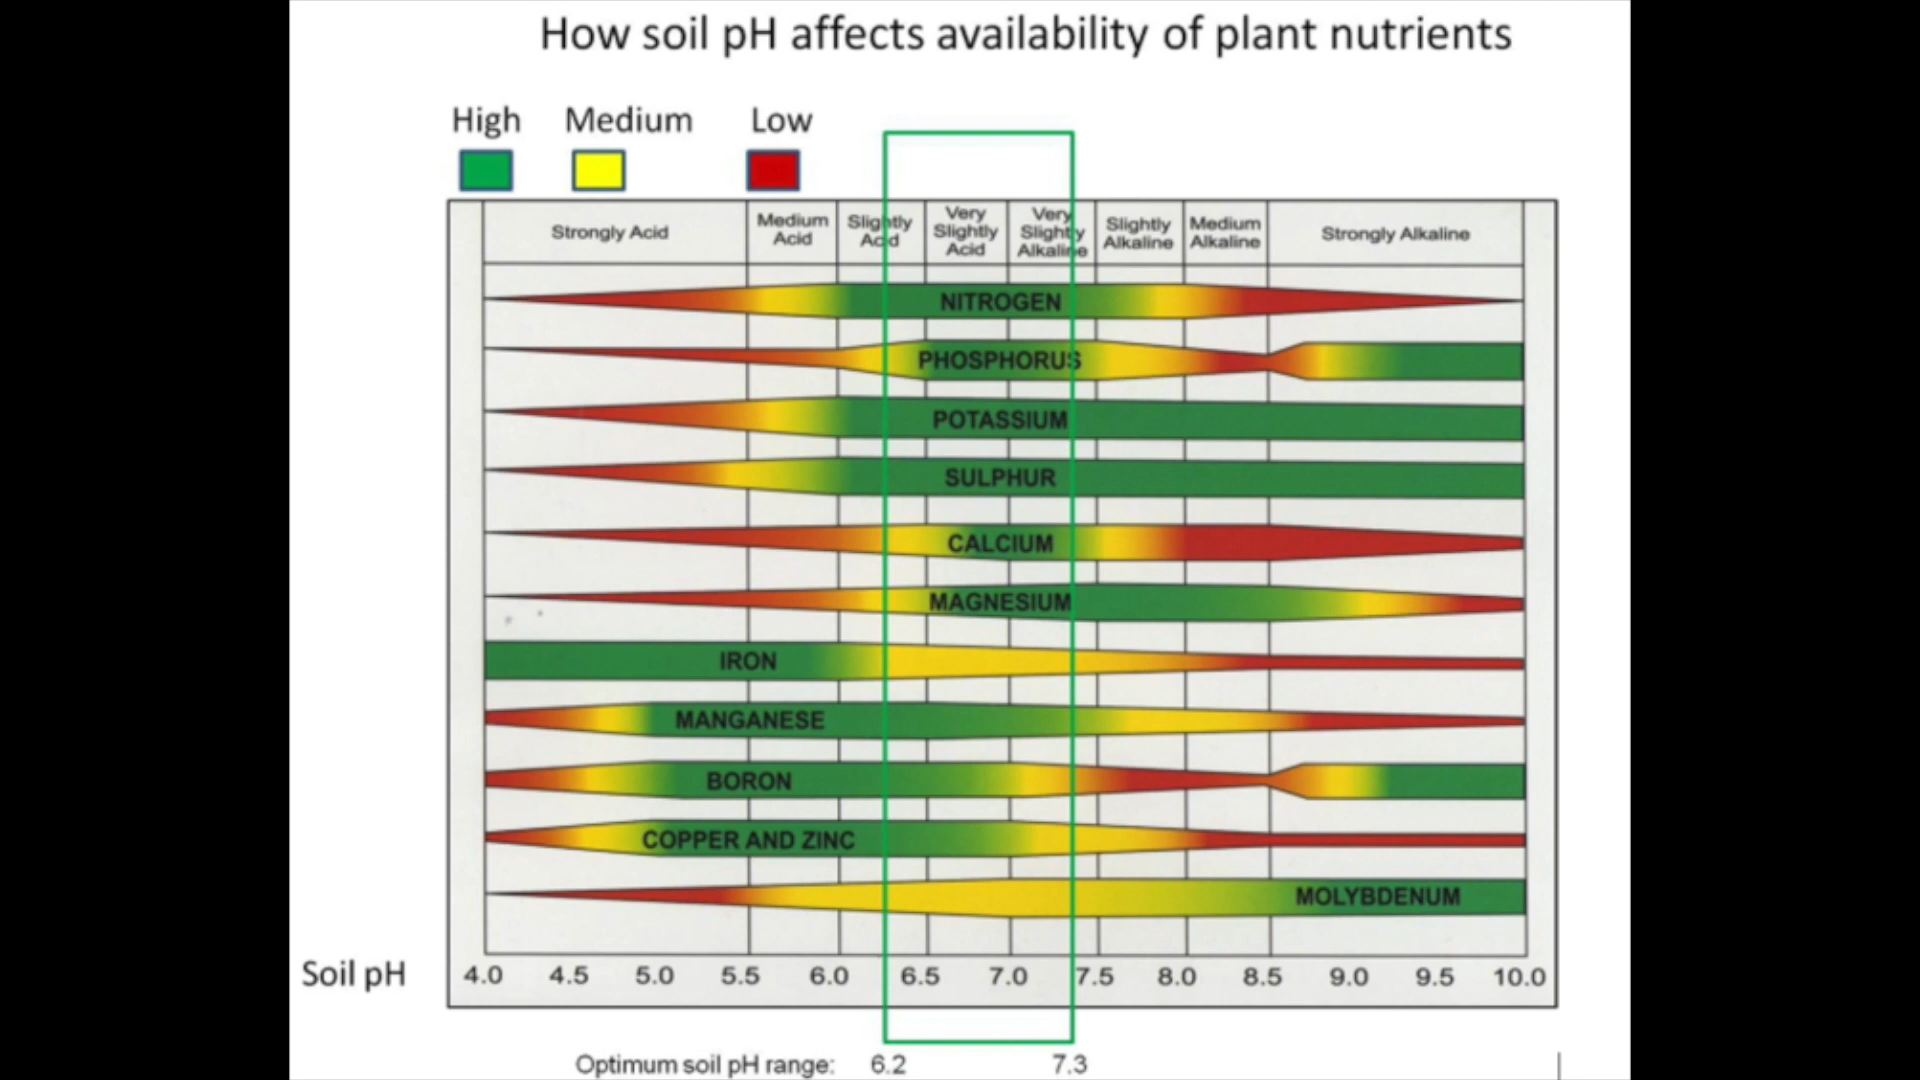 How soil pH affects availability of plant nutrients
High Medium Low
Strongly Acid
Medium
Acid
Slightly
Acid
Very
Slightly
Acid
Very
Slightly
Alkaline
Slightly
Alkaline
Medium
Alkaline
Strongly Alkaline
NITROGEN
PHOSPHORUS
POTASSIUM
SULPHUR
CALCIUM
MAGNESIUM
IRON
MANGANESE
BORON
COPPER AND ZINC
MOLYBDENUM
Soil pH 4.0 4.5 5.0 5.5 6.0 6.5 7.0 7.5 8.0 8.5 9.0 9.5 10.0
Optimum soil pH range: 6.2 7.3